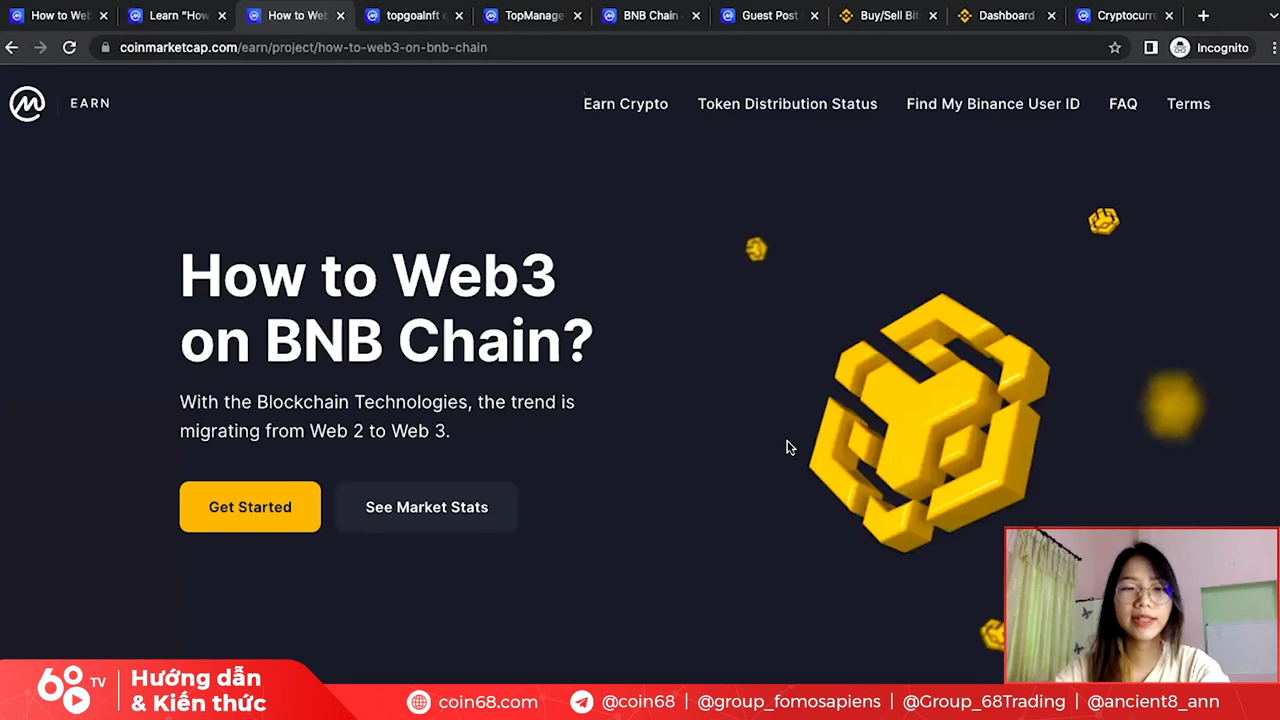 How to Web
Learn “How
How to Web
topgoalnft
TopManage
BNB Chain
Guest Post
Buy/Sell Bi
Dashboard
Cryptocurre
coinmarketcap.com/earn/project/how-to-web3-on-bnb-chain
Incognito
EARN
Earn Crypto
Token Distribution Status
Find My Binance User ID
FAQ
Terms
How to Web3
on BNB Chain?
With the Blockchain Technologies, the trend is
migrating from Web 2 to Web 3.
Get Started
See Market Stats
68 TV
Hướng dẫn
& Kiến thức
coin68.com
@coin68 | @group_fomosapiens | @Group_68Trading | @ancient8_ann